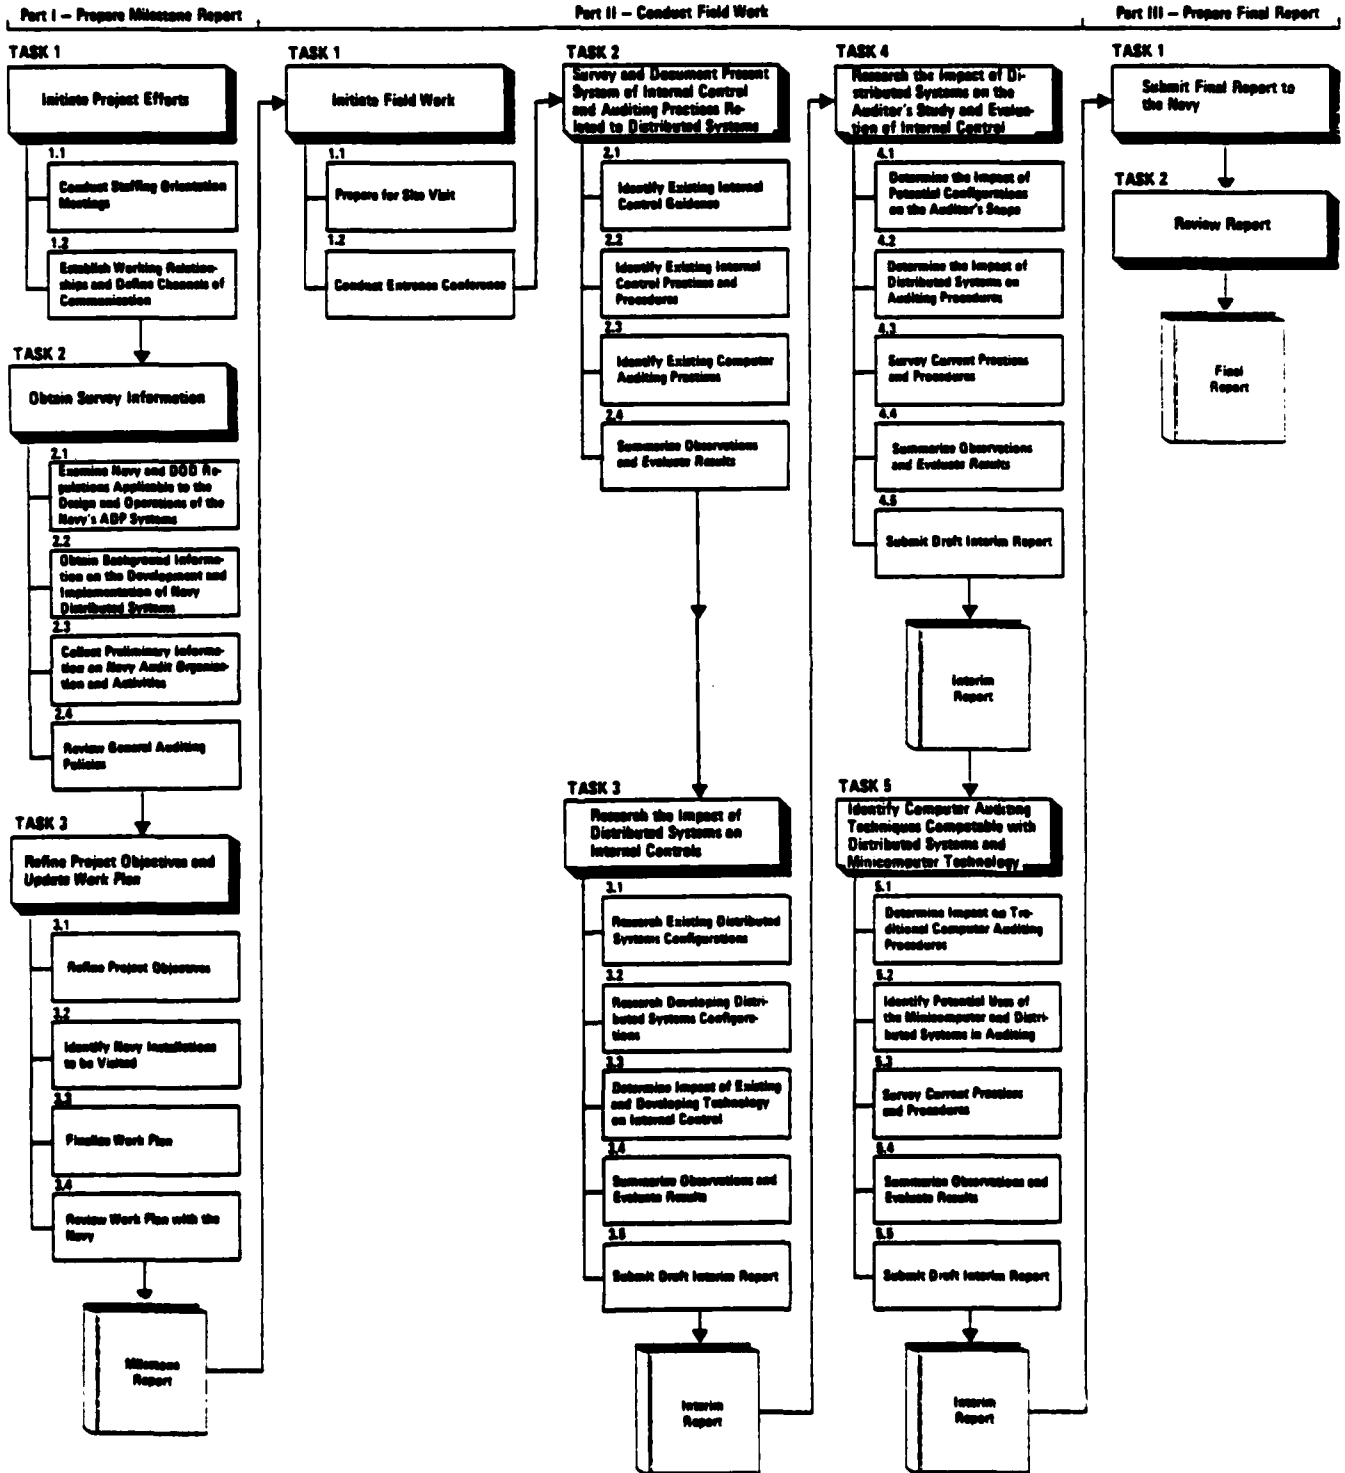 Part I – Prepare Milestone Report
Part II – Conduct Field Work
Part III – Prepare Final Report
TASK 1
Initiate Project Efforts
1.1
Conduct Staffing Orientation
Meetings
1.2
Establish Working Relation-
ships and Define Channels of
Communication
TASK 2
Obtain Survey Information
2.1
Examine Navy and DOD Re-
gulations Applicable to the
Design and Operations of the
Navy's ADP Systems
2.2
Obtain Background Informa-
tion on the Development and
Implementation of Navy
Distributed Systems
2.3
Collect Preliminary Informa-
tion on Navy Audit Organiza-
tion and Activities
2.4
Review General Auditing
Policies
TASK 3
Refine Project Objectives and
Update Work Plan
3.1
Refine Project Objectives
3.2
Identify Navy Installations
to be Visited
3.3
Finalize Work Plan
3.4
Review Work Plan with the
Navy
Milestone
Report
TASK 1
Initiate Field Work
1.1
Prepare for Site Visit
1.2
Conduct Entrance Conference
TASK 2
Survey and Document Present
System of Internal Control
and Auditing Practices Re-
lated to Distributed Systems
2.1
Identify Existing Internal
Control Guidance
2.2
Identify Existing Internal
Control Practices and
Procedures
2.3
Identify Existing Computer
Auditing Practices
2.4
Summarize Observations
and Evaluate Results
TASK 3
Research the Impact of
Distributed Systems on
Internal Controls
3.1
Research Existing Distributed
Systems Configurations
3.2
Research Developing Distri-
buted Systems Configura-
tions
3.3
Determine Impact of Existing
and Developing Technology
on Internal Control
3.4
Summarize Observations and
Evaluate Results
3.5
Submit Draft Interim Report
Interim
Report
TASK 4
Research the Impact of Di-
stributed Systems on the
Auditor's Study and Evalua-
tion of Internal Control
4.1
Determine the Impact of
Potential Configurations
on the Auditor's Scope
4.2
Determine the Impact of
Distributed Systems on
Auditing Procedures
4.3
Survey Current Practices
and Procedures
4.4
Summarize Observations
and Evaluate Results
4.5
Submit Draft Interim Report
Interim
Report
TASK 5
Identify Computer Auditing
Techniques Compatable with
Distributed Systems and
Minicomputer Technology
5.1
Determine Impact on Tra-
ditional Computer Auditing
Procedures
5.2
Identify Potential Uses of
the Minicomputer and Distri-
buted Systems in Auditing
5.3
Survey Current Practices
and Procedures
5.4
Summarize Observations and
Evaluate Results
5.5
Submit Draft Interim Report
Interim
Report
TASK 1
Submit Final Report to
the Navy
TASK 2
Review Report
Final
Report